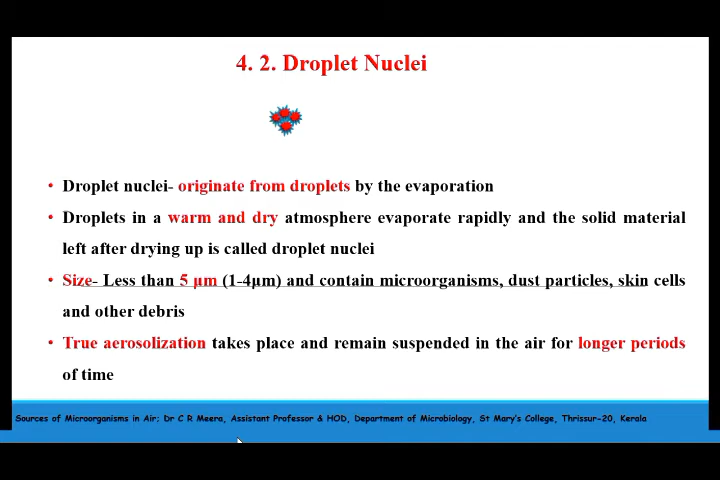 4. 2. Droplet Nuclei
• Droplet nuclei- originate from droplets by the evaporation
• Droplets in a warm and dry atmosphere evaporate rapidly and the solid material
left after drying up is called droplet nuclei
• Size- Less than 5 µm (1-4µm) and contain microorganisms, dust particles, skin cells
and other debris
• True aerosolization takes place and remain suspended in the air for longer periods
of time
Sources of Microorganisms in Air; Dr C R Meera, Assistant Professor & HOD, Department of Microbiology, St Mary's College, Thrissur-20, Kerala